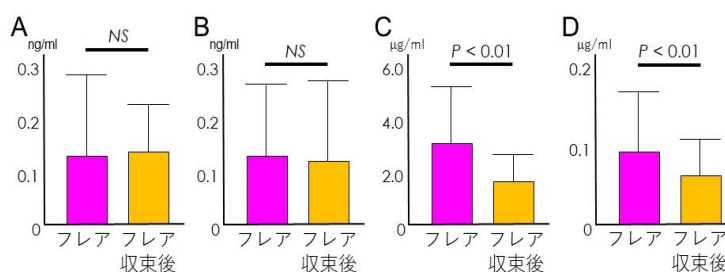 A
ng/ml
NS
0.3
0.2
0.1
0
フレア
フレア
収束後
B
ng/ml
NS
0.3
0.2
0.1
0
フレア
フレア
収束後
C
μg/ml
P < 0.01
6.0
4.0
2.0
0
フレア
フレア
収束後
D
μg/ml
P < 0.01
0.2
0.1
0
フレア
フレア
収束後